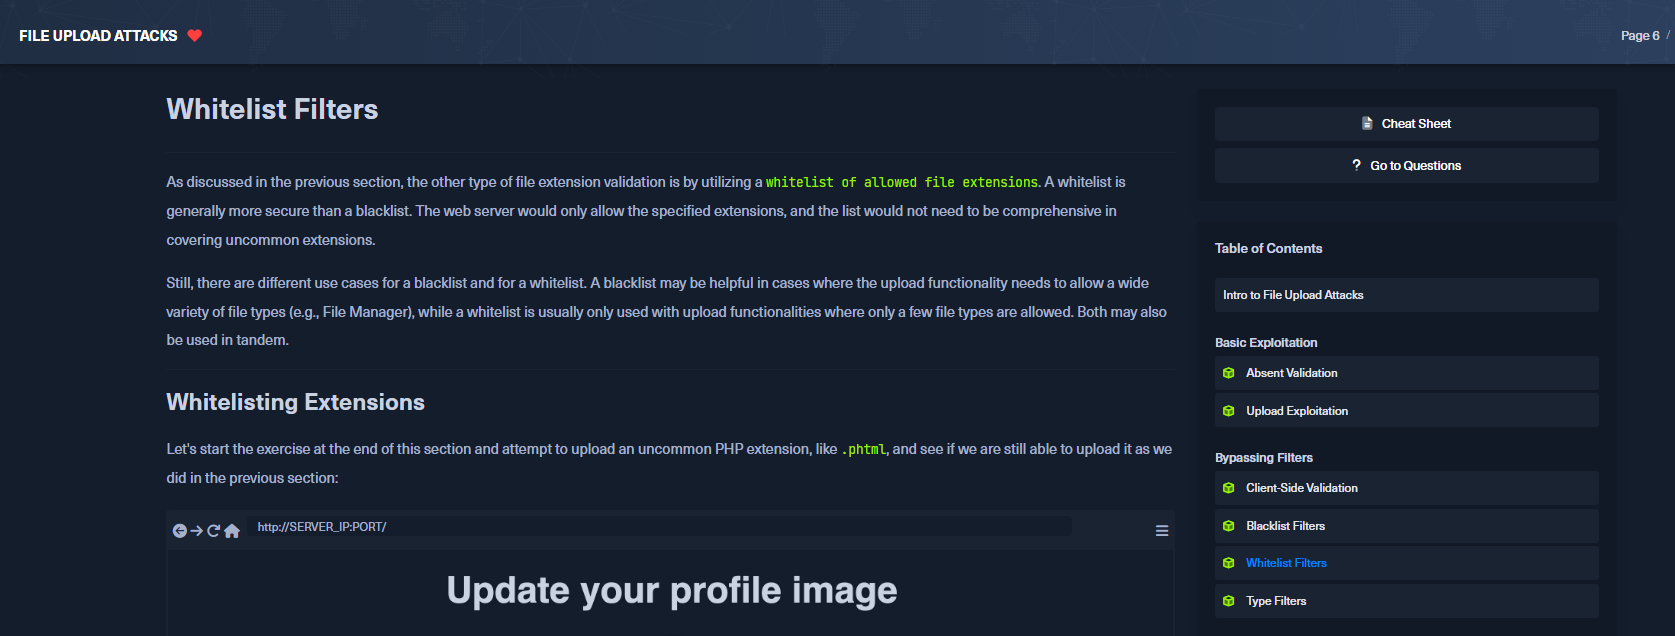 FILE UPLOAD ATTACKS
Page 6 /
Whitelist Filters
As discussed in the previous section, the other type of file extension validation is by utilizing a whitelist of allowed file extensions. A whitelist is
generally more secure than a blacklist. The web server would only allow the specified extensions, and the list would not need to be comprehensive in
covering uncommon extensions.
Still, there are different use cases for a blacklist and for a whitelist. A blacklist may be helpful in cases where the upload functionality needs to allow a wide
variety of file types (e.g., File Manager), while a whitelist is usually only used with upload functionalities where only a few file types are allowed. Both may also
be used in tandem.
Whitelisting Extensions
Let's start the exercise at the end of this section and attempt to upload an uncommon PHP extension, like .phtml, and see if we are still able to upload it as we
did in the previous section:
http://SERVER_IP:PORT/
Update your profile image
Cheat Sheet
? Go to Questions
Table of Contents
Intro to File Upload Attacks
Basic Exploitation
Absent Validation
Upload Exploitation
Bypassing Filters
Client-Side Validation
Blacklist Filters
Whitelist Filters
Type Filters